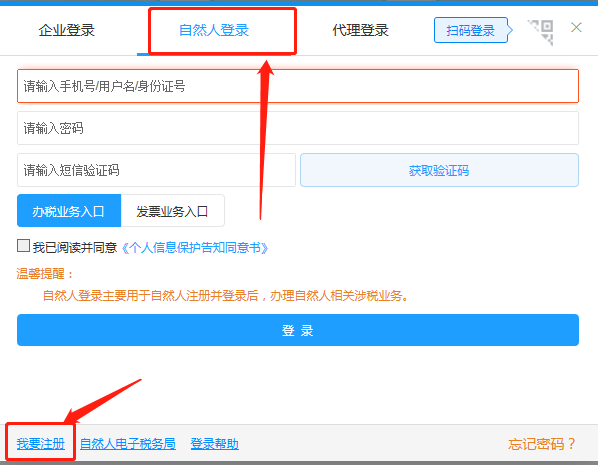 企业登录 自然人登录 代理登录 扫码登录
请输入手机号/用户名/身份证号
请输入密码
请输入短信验证码 获取验证码
办税业务入口 发票业务入口
我已阅读并同意《个人信息保护告知同意书》
温馨提醒：
自然人登录主要用于自然人注册并登录后，办理自然人相关涉税业务。
登 录
我要注册 自然人电子税务局 登录帮助 忘记密码？